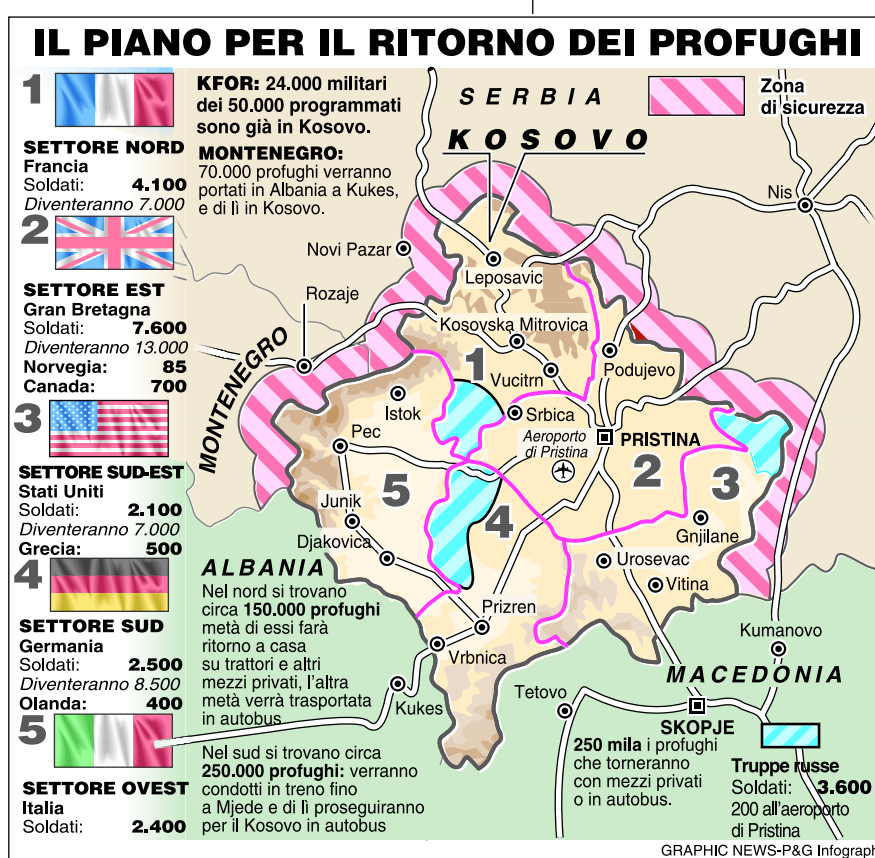 IL PIANO PER IL RITORNO DEI PROFUGHI
1
SETTORE NORD
Francia
Soldati: 4.100
Diventeranno 7.000
2
SETTORE EST
Gran Bretagna
Soldati: 7.600
Diventeranno 13.000
Norvegia: 85
Canada: 700
3
SETTORE SUD-EST
Stati Uniti
Soldati: 2.100
Diventeranno 7.000
Grecia: 500
4
SETTORE SUD
Germania
Soldati: 2.500
Diventeranno 8.500
Olanda: 400
5
SETTORE OVEST
Italia
Soldati: 2.400
KFOR: 24.000 militari
dei 50.000 programmati
sono già in Kosovo.
MONTENEGRO:
70.000 profughi verranno
portati in Albania a Kukes,
e di lì in Kosovo.
SERBIA
KOSOVO
Zona
di sicurezza
Nis
Novi Pazar
Leposavic
Rozaje
MONTENEGRO
Kosovska Mitrovica
1
Vucitrn
Podujevo
Istok
Srbica
Pec
Aeroporto
di Pristina
PRISTINA
2
5
3
Junik
4
Gnjilane
Djakovica
Urosevac
Vitina
Prizren
Vrbnica
Kukes
Kumanovo
MACEDONIA
Tetovo
SKOPJE
ALBANIA
Nel nord si trovano
circa 150.000 profughi
metà di essi farà
ritorno a casa
su trattori e altri
mezzi privati, l'altra
metà verrà trasportata
in autobus
Nel sud si trovano circa
250.000 profughi: verranno
condotti in treno fino
a Mjede e di lì proseguiranno
per il Kosovo in autobus
250 mila i profughi
che torneranno
con mezzi privati
o in autobus.
Truppe russe
Soldati: 3.600
200 all'aeroporto
di Pristina
GRAPHIC NEWS-P&G Infograph